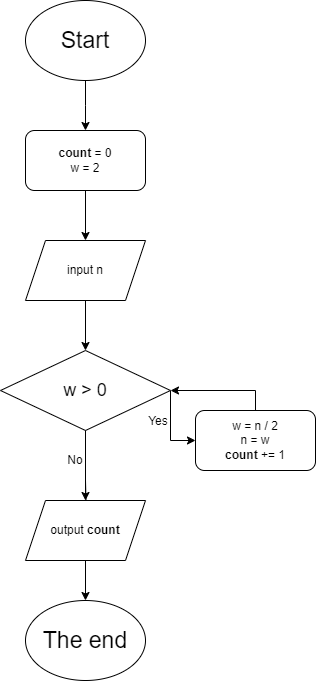 Start
count = 0
w = 2
input n
w > 0
Yes
w = n / 2
n = w
count += 1
No
output count
The end